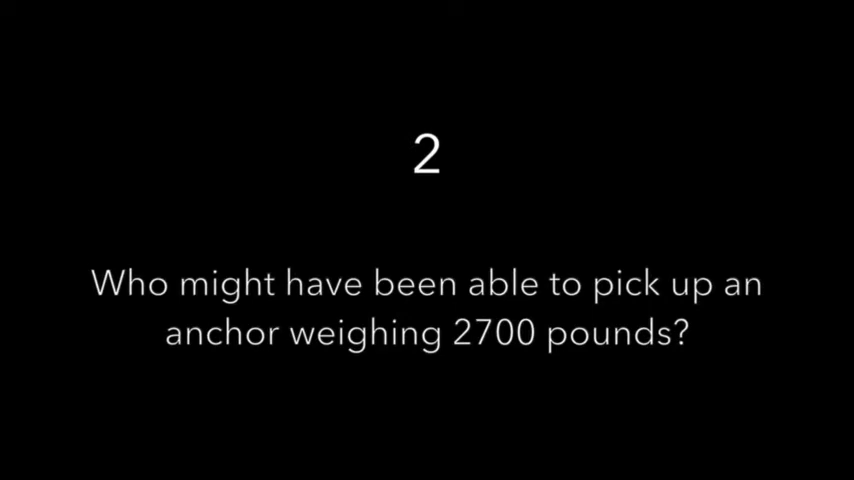 2
Who might have been able to pick up an
anchor weighing 2700 pounds?